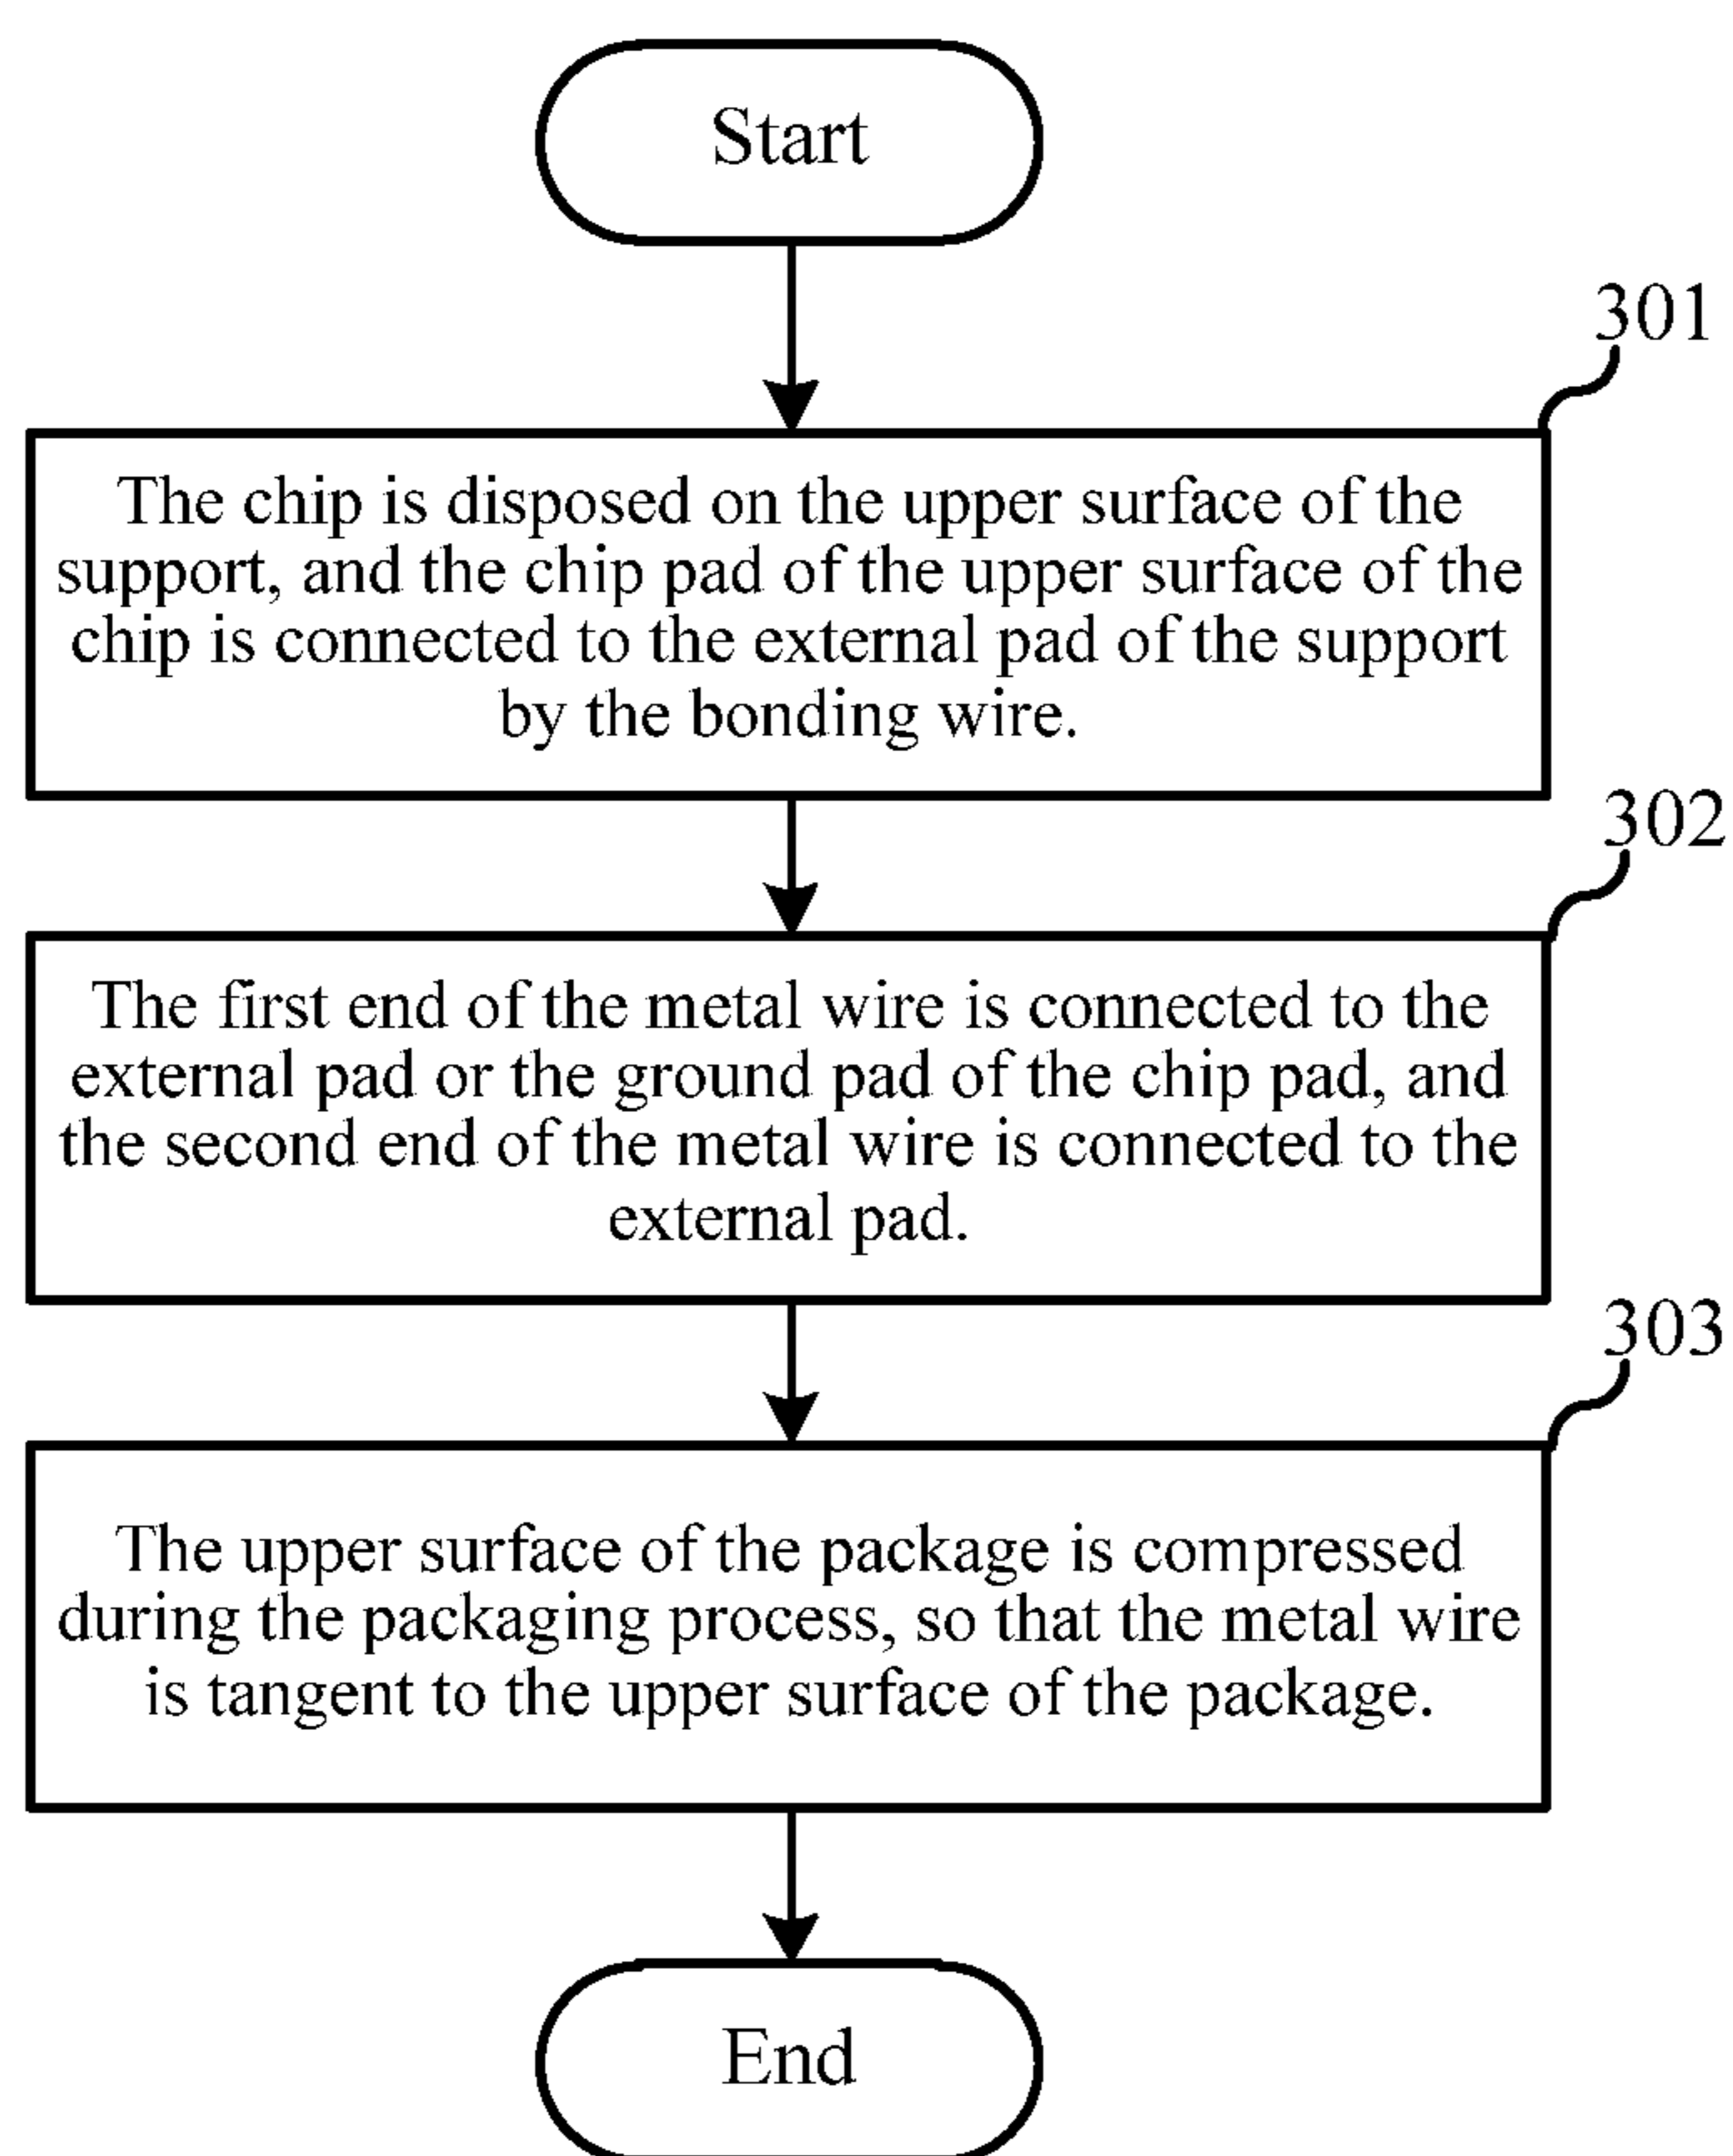 Start
301
The chip is disposed on the upper surface of the
support, and the chip pad of the upper surface of the
chip is connected to the external pad of the support
by the bonding wire.
302
The first end of the metal wire is connected to the
external pad or the ground pad of the chip pad, and
the second end of the metal wire is connected to the
external pad.
303
The upper surface of the package is compressed
during the packaging process, so that the metal wire
is tangent to the upper surface of the package.
End